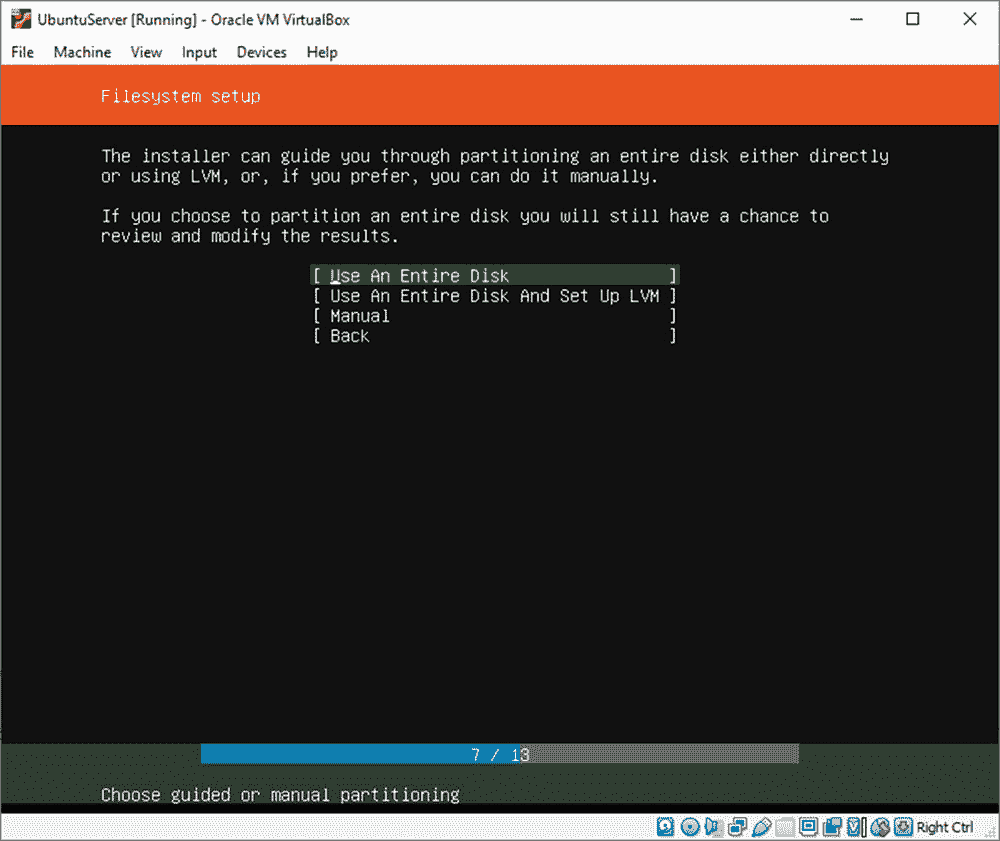 UbuntuServer [Running] - Oracle VM VirtualBox
File Machine View Input Devices Help
Filesystem setup
The installer can guide you through partitioning an entire disk either directly
or using LVM, or, if you prefer, you can do it manually.
If you choose to partition an entire disk you will still have a chance to
review and modify the results.
[ Use An Entire Disk ]
[ Use An Entire Disk And Set Up LVM ]
[ Manual ]
[ Back ]
7 / 13
Choose guided or manual partitioning
Right Ctrl